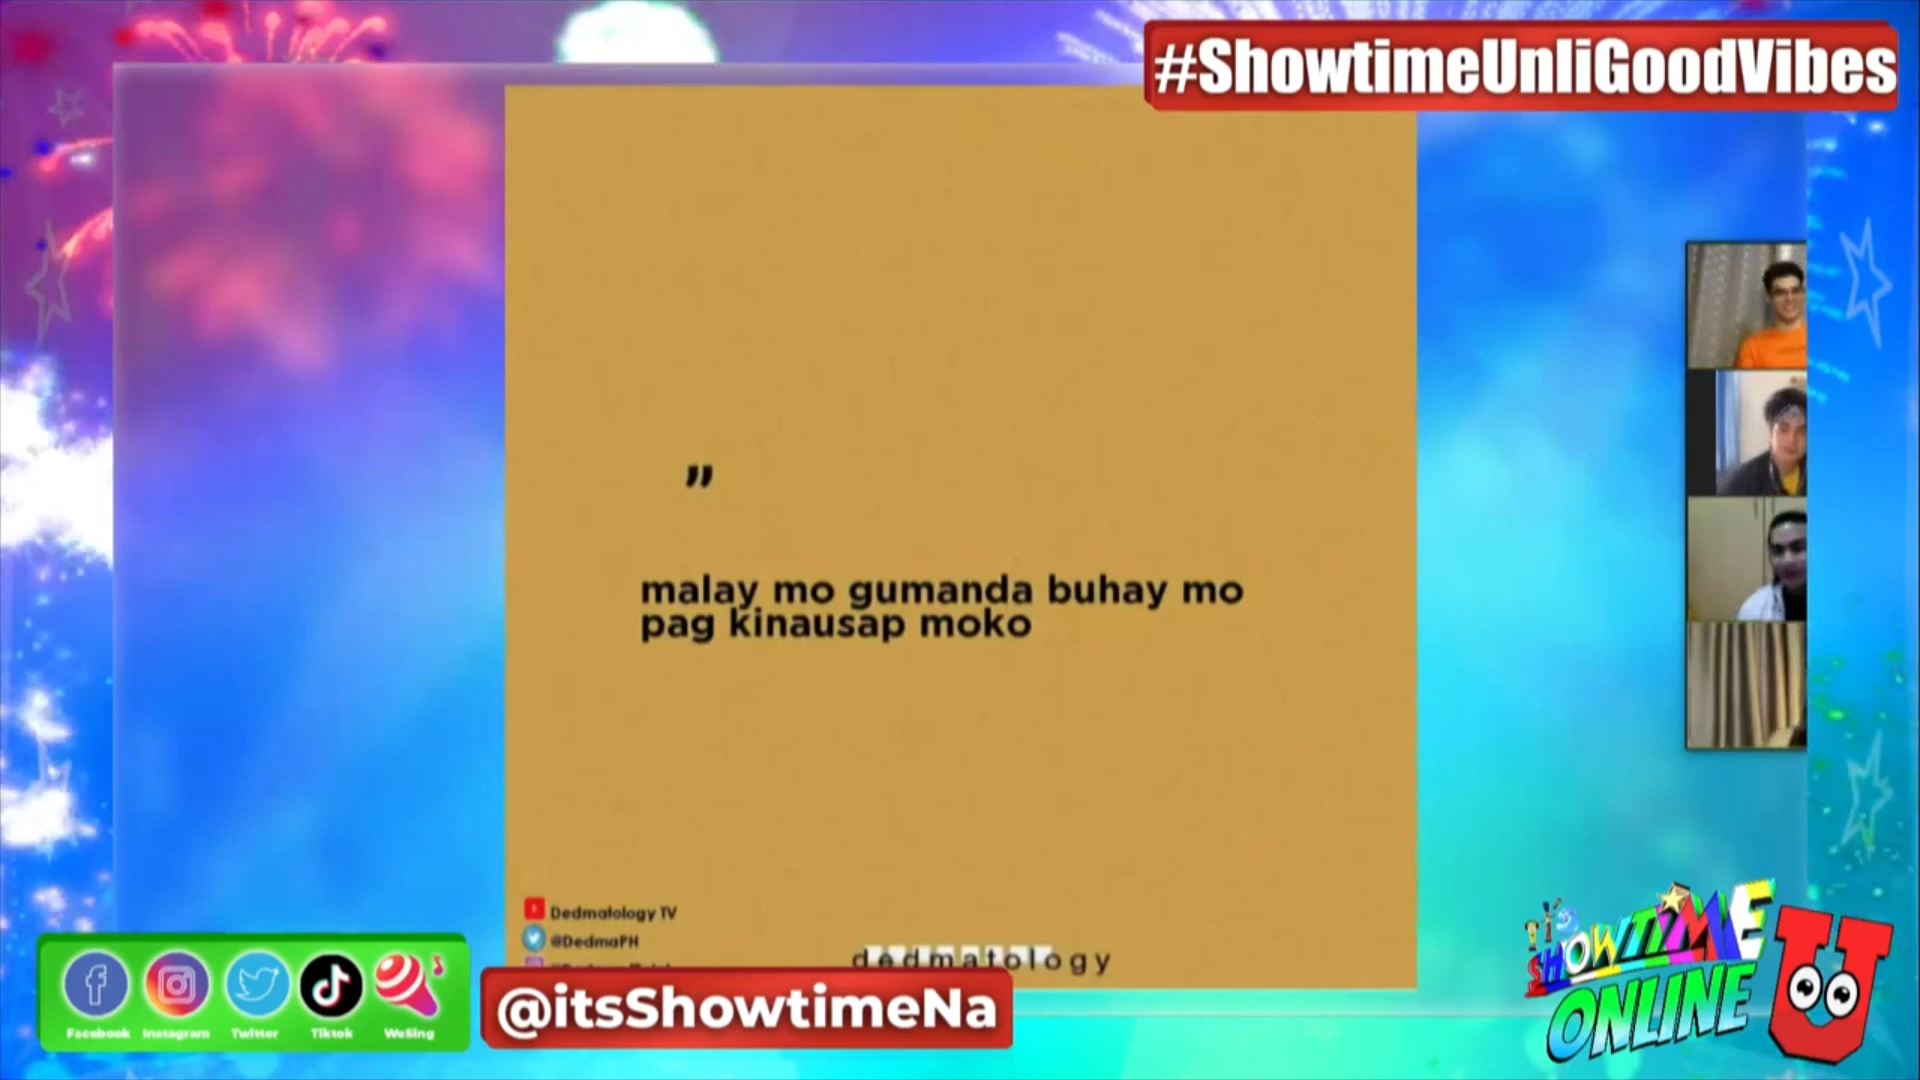 #ShowtimeUnliGoodVibes
”
malay mo gumanda buhay mo
pag kinausap moko
Dedmatology TV
@DedmaPH
dedmatology
Facebook Instagram Twitter Tiktok WeSing
@itsShowtimeNa
it's
SHOWTIME
ONLINE U